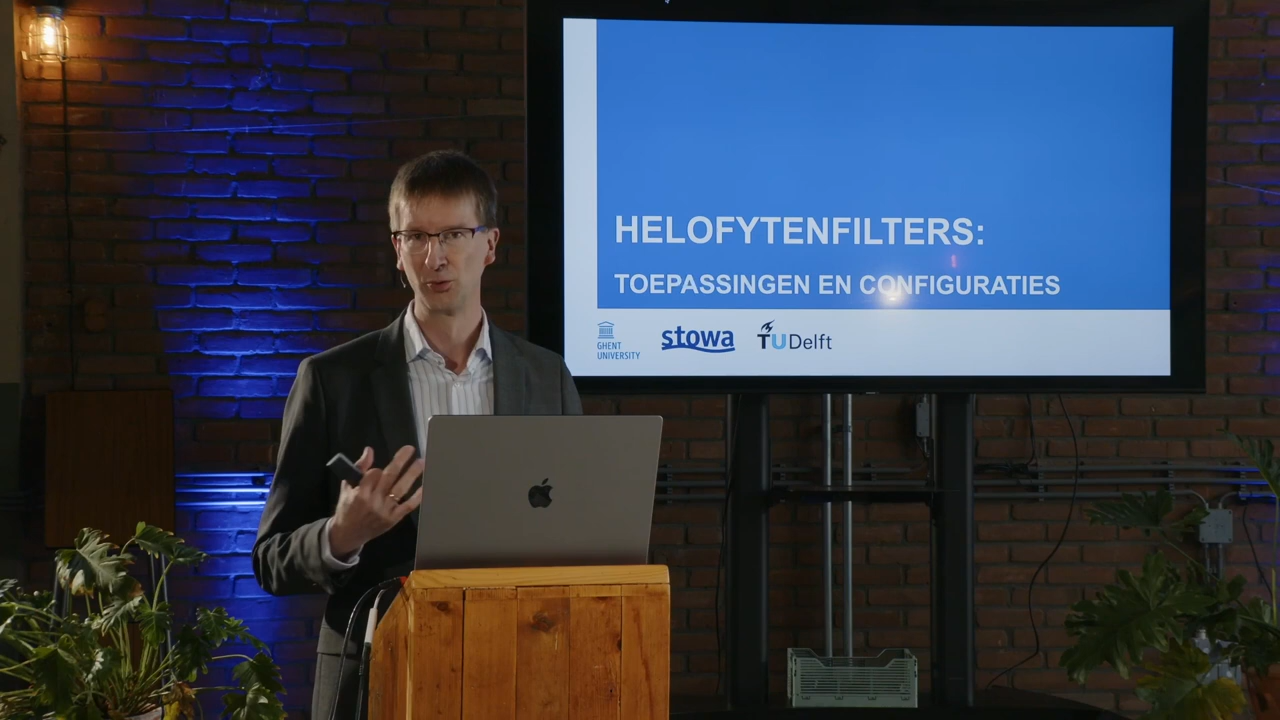 HELOFYTENFILTERS:
TOEPASSINGEN EN CONFIGURATIES
GHENT
UNIVERSITY
stowa
TUDelft